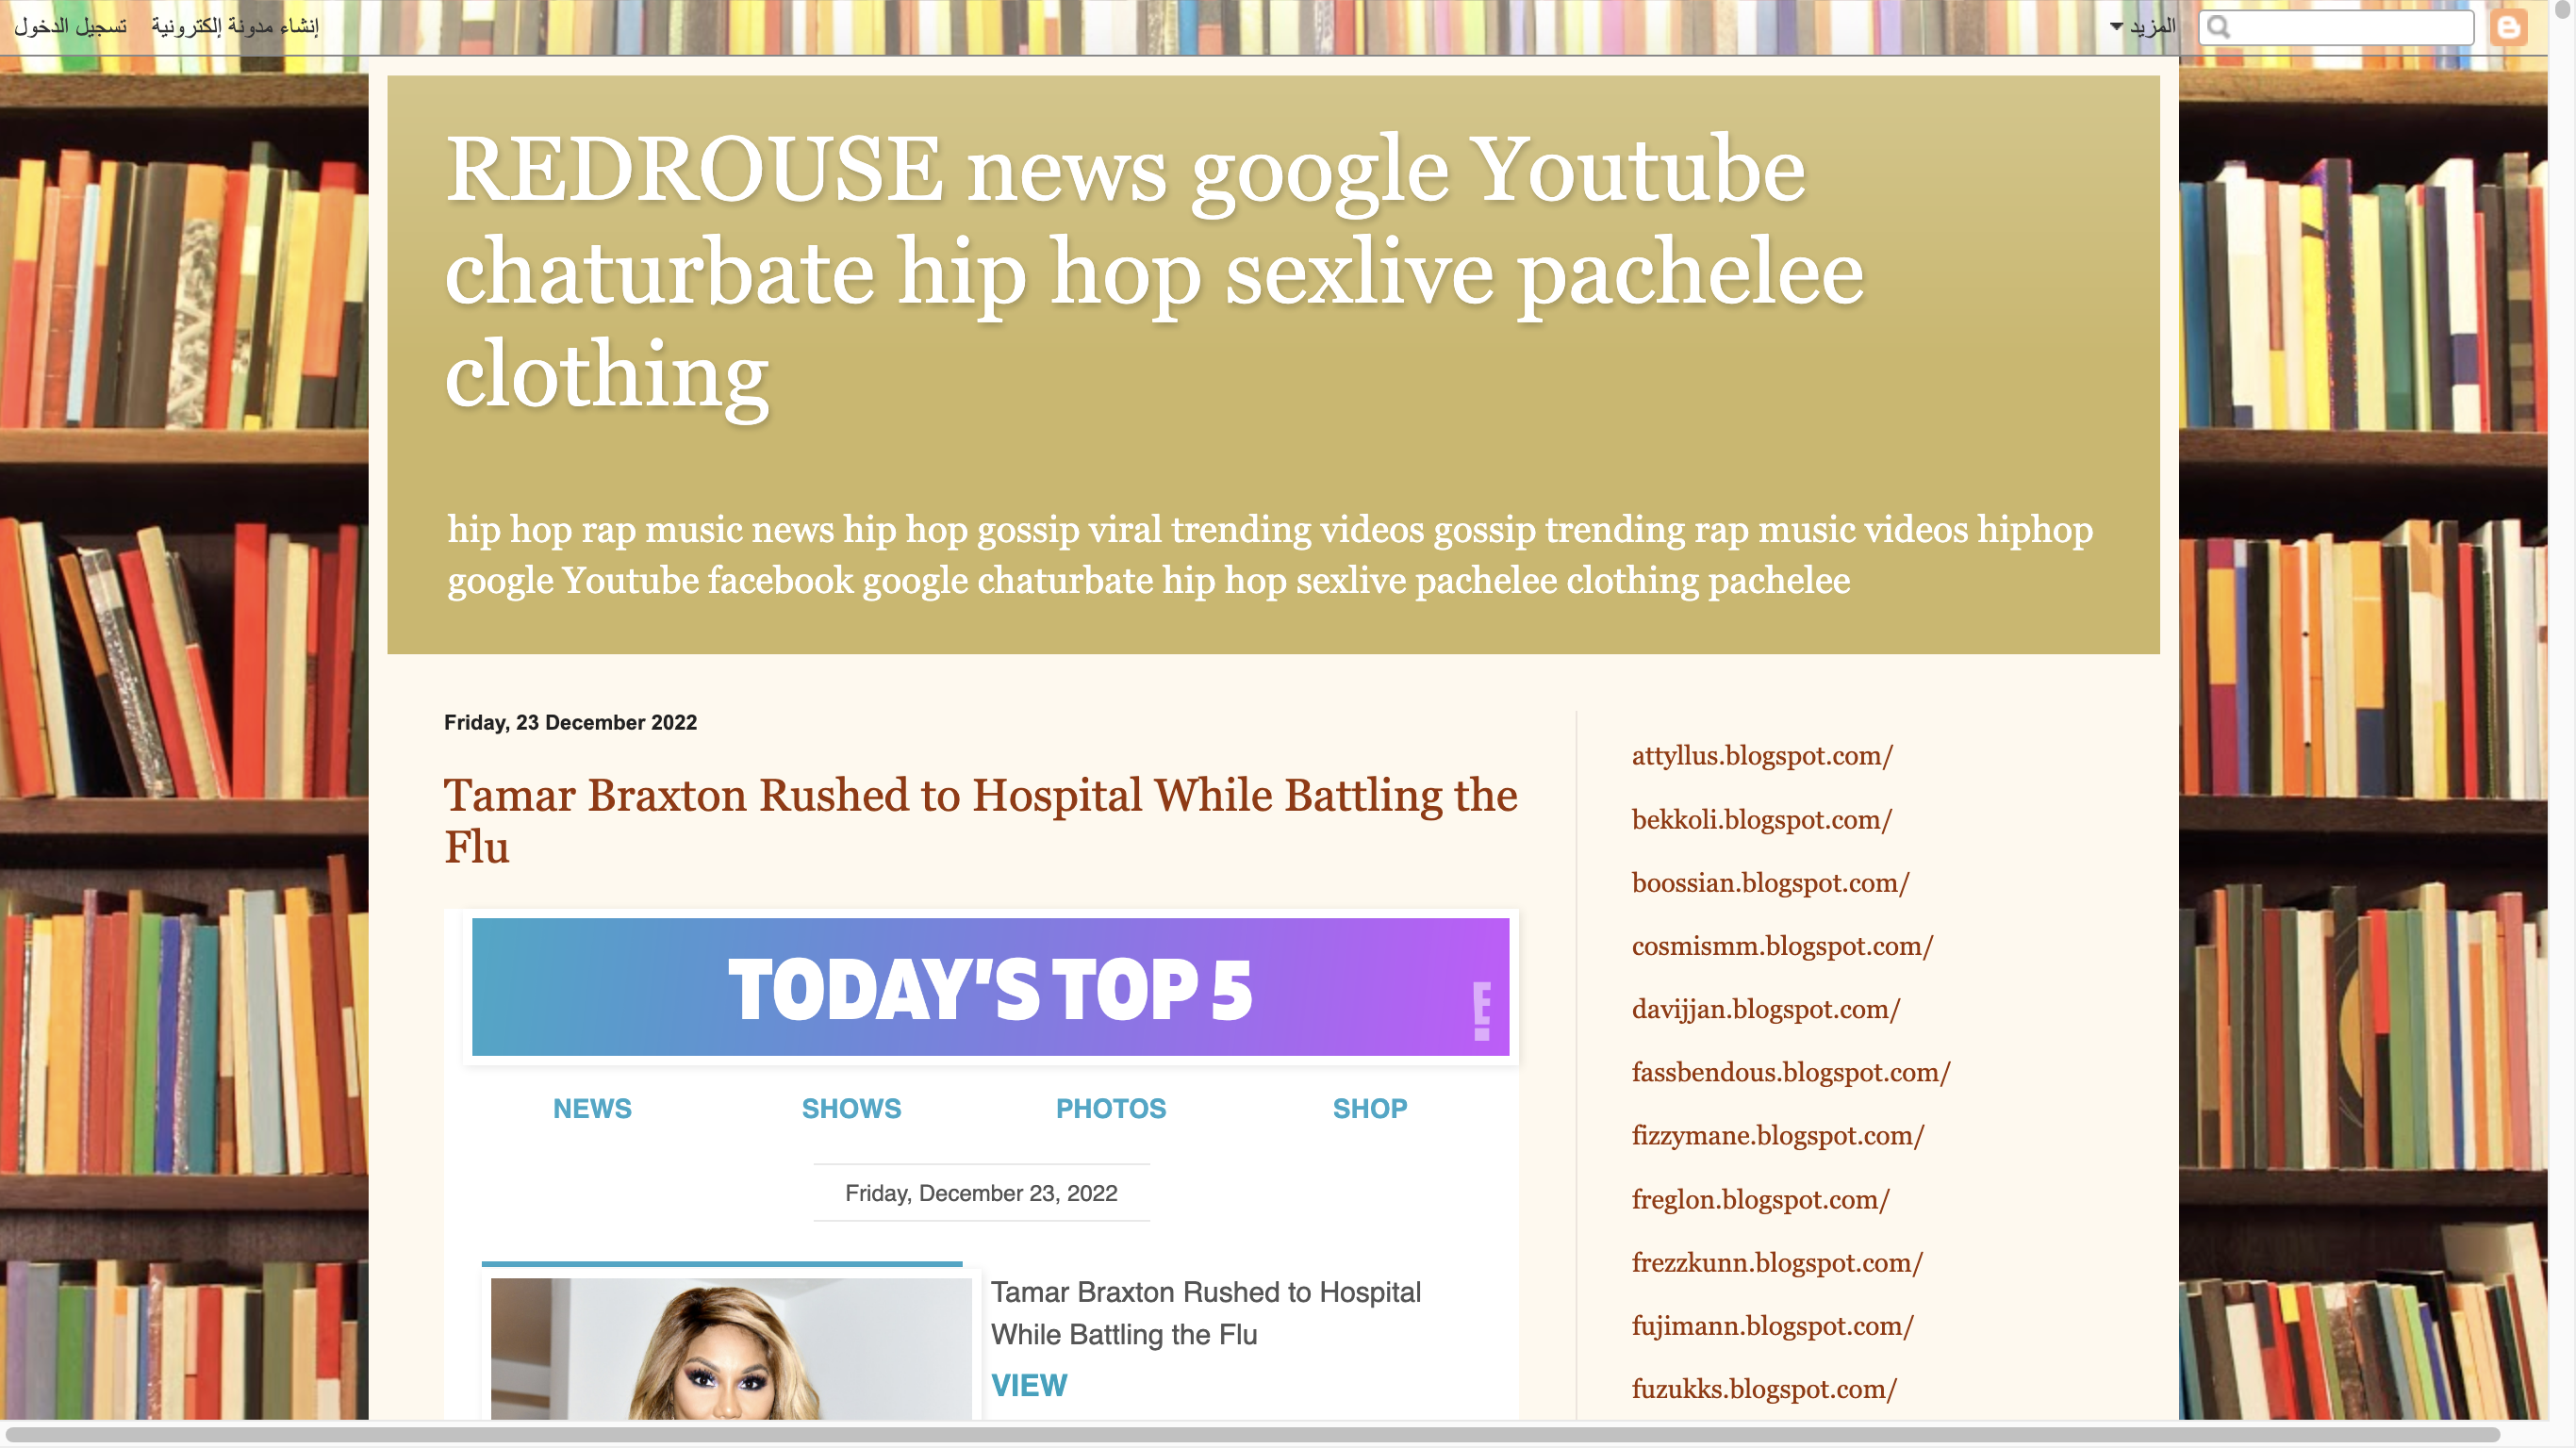 تسجيل الدخول إنشاء مدونة إلكترونية المزيد
REDROUSE news google Youtube
chaturbate hip hop sexlive pachelee
clothing
hip hop rap music news hip hop gossip viral trending videos gossip trending rap music videos hiphop
google Youtube facebook google chaturbate hip hop sexlive pachelee clothing pachelee
Friday, 23 December 2022
Tamar Braxton Rushed to Hospital While Battling the
Flu
TODAY'S TOP 5
E!
NEWS SHOWS PHOTOS SHOP
Friday, December 23, 2022
Tamar Braxton Rushed to Hospital
While Battling the Flu
VIEW
attyllus.blogspot.com/
bekkoli.blogspot.com/
boossian.blogspot.com/
cosmismm.blogspot.com/
davijjan.blogspot.com/
fassbendous.blogspot.com/
fizzymane.blogspot.com/
freglon.blogspot.com/
frezzkunn.blogspot.com/
fujimann.blogspot.com/
fuzukks.blogspot.com/